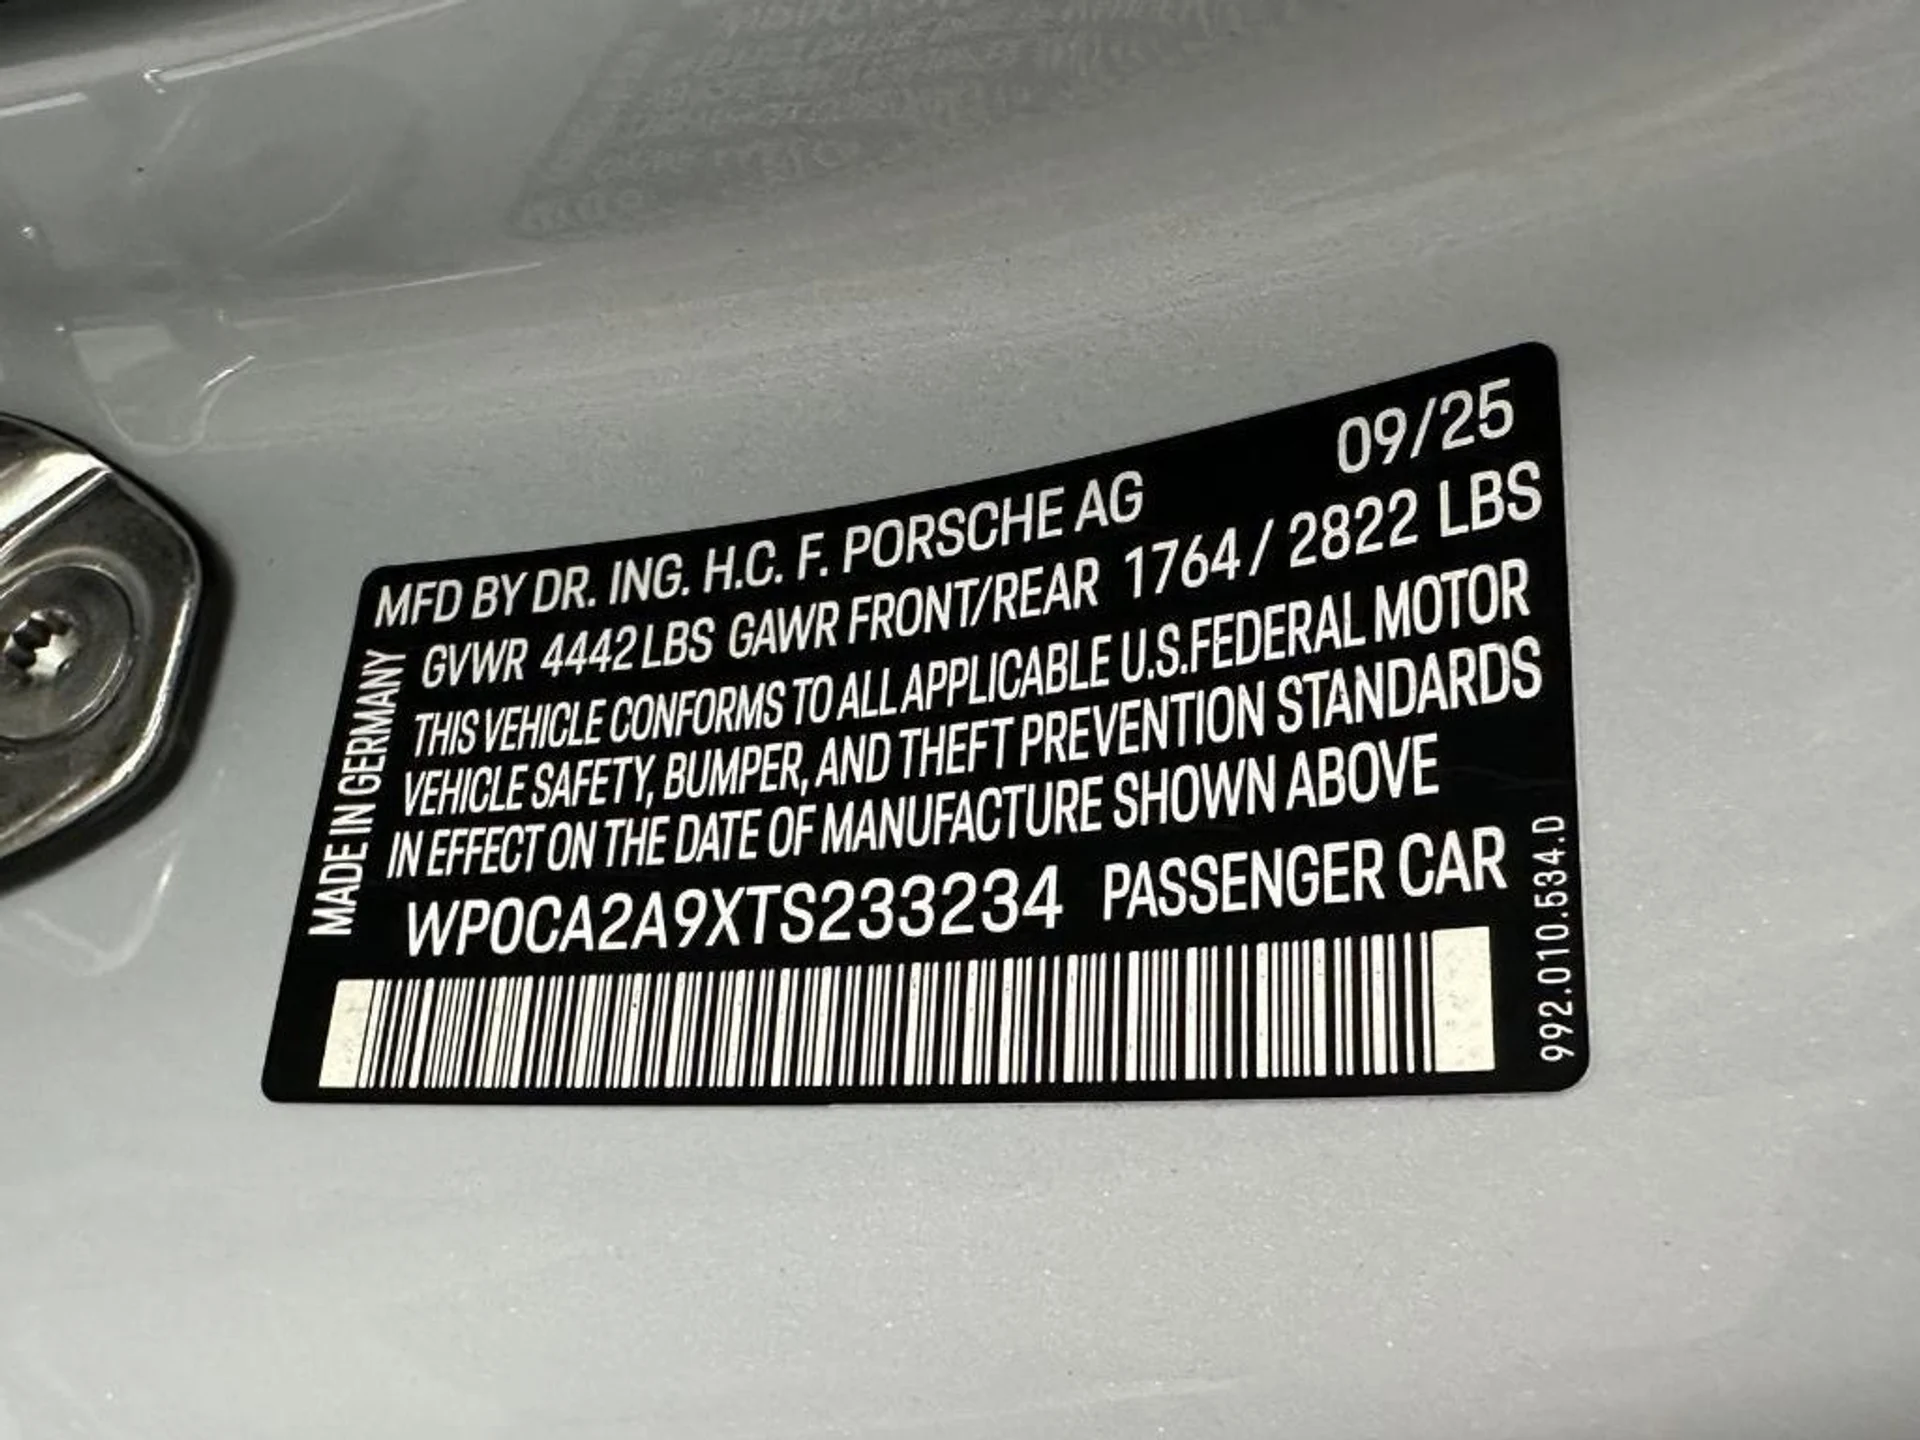 09/25
MFD BY DR. ING. H.C. F. PORSCHE AG
GVWR 4442 LBS GAWR FRONT/REAR 1764 / 2822 LBS
THIS VEHICLE CONFORMS TO ALL APPLICABLE U.S.FEDERAL MOTOR
VEHICLE SAFETY, BUMPER, AND THEFT PREVENTION STANDARDS
IN EFFECT ON THE DATE OF MANUFACTURE SHOWN ABOVE
WP0CA2A9XTS233234 PASSENGER CAR
MADE IN GERMANY
992.010.534.D